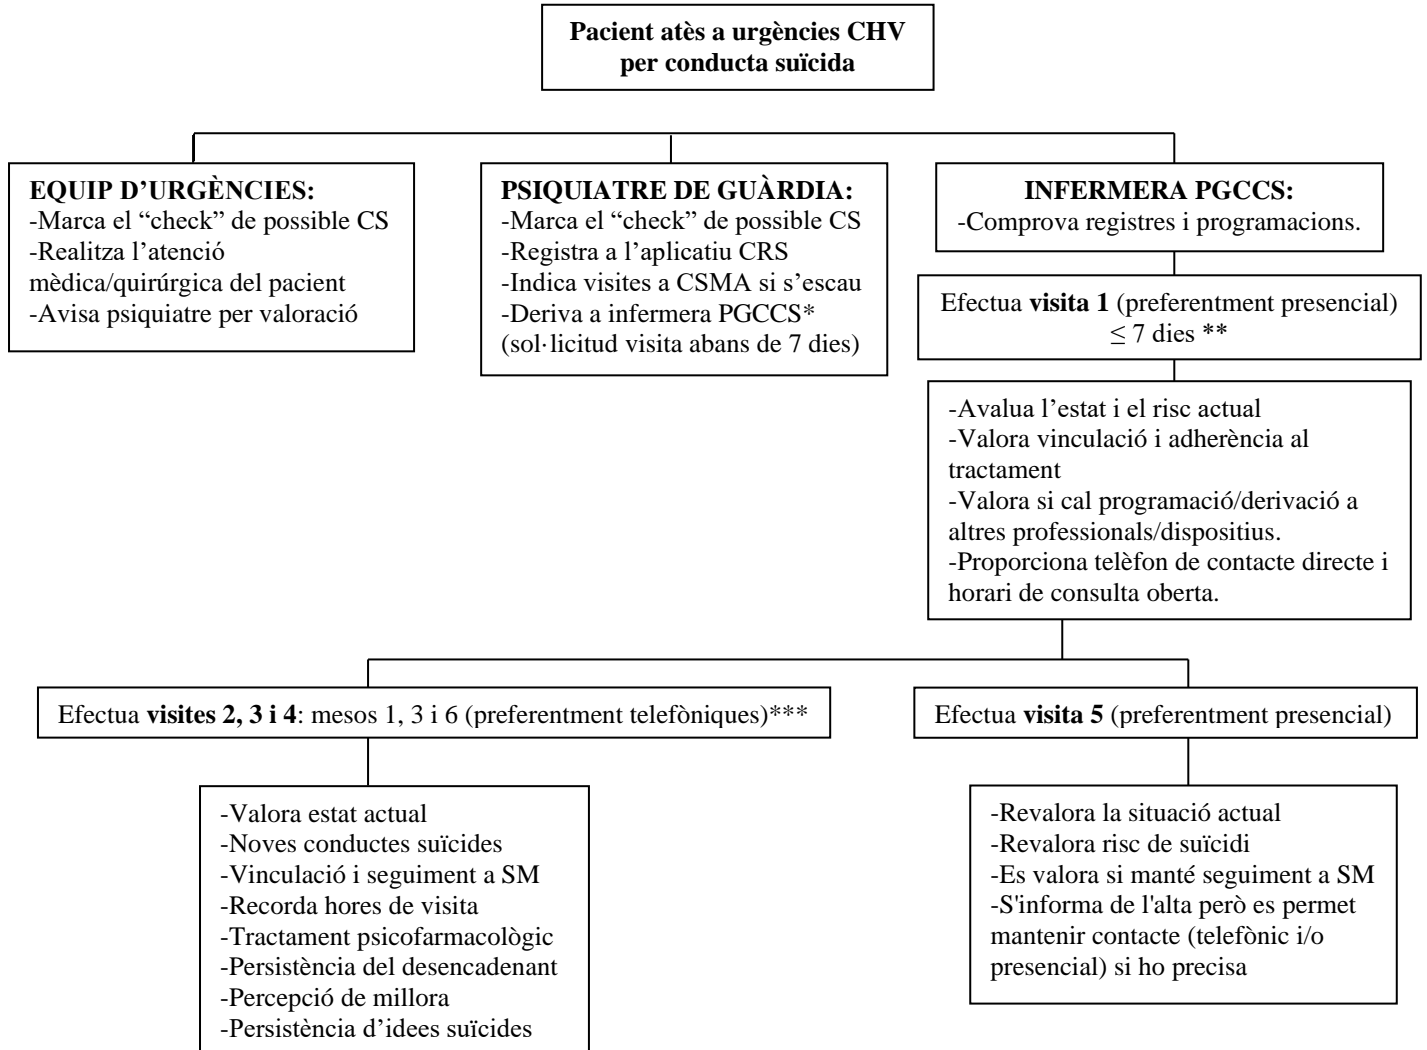 Pacient atès a urgències CHV
per conducta suïcida
EQUIP D’URGÈNCIES:
-Marca el “check” de possible CS
-Realitza l’atenció
mèdica/quirúrgica del pacient
-Avisa psiquiatre per valoració
PSIQUIATRE DE GUÀRDIA:
-Marca el “check” de possible CS
-Registra a l’aplicatiu CRS
-Indica visites a CSMA si s’escau
-Deriva a infermera PGCCS*
(sol·licitud visita abans de 7 dies)
INFERMERA PGCCS:
-Comprova registres i programacions.
Efectua visita 1 (preferentment presencial)
≤ 7 dies **
-Avalua l’estat i el risc actual
-Valora vinculació i adherència al
tractament
-Valora si cal programació/derivació a
altres professionals/dispositius.
-Proporciona telèfon de contacte directe i
horari de consulta oberta.
Efectua visites 2, 3 i 4: mesos 1, 3 i 6 (preferentment telefòniques)***
-Valora estat actual
-Noves conductes suïcides
-Vinculació i seguiment a SM
-Recorda hores de visita
-Tractament psicofarmacològic
-Persistència del desencadenant
-Percepció de millora
-Persistència d’idees suïcides
Efectua visita 5 (preferentment presencial)
-Revalora la situació actual
-Revalora risc de suïcidi
-Es valora si manté seguiment a SM
-S'informa de l'alta però es permet
mantenir contacte (telefònic i/o
presencial) si ho precisa